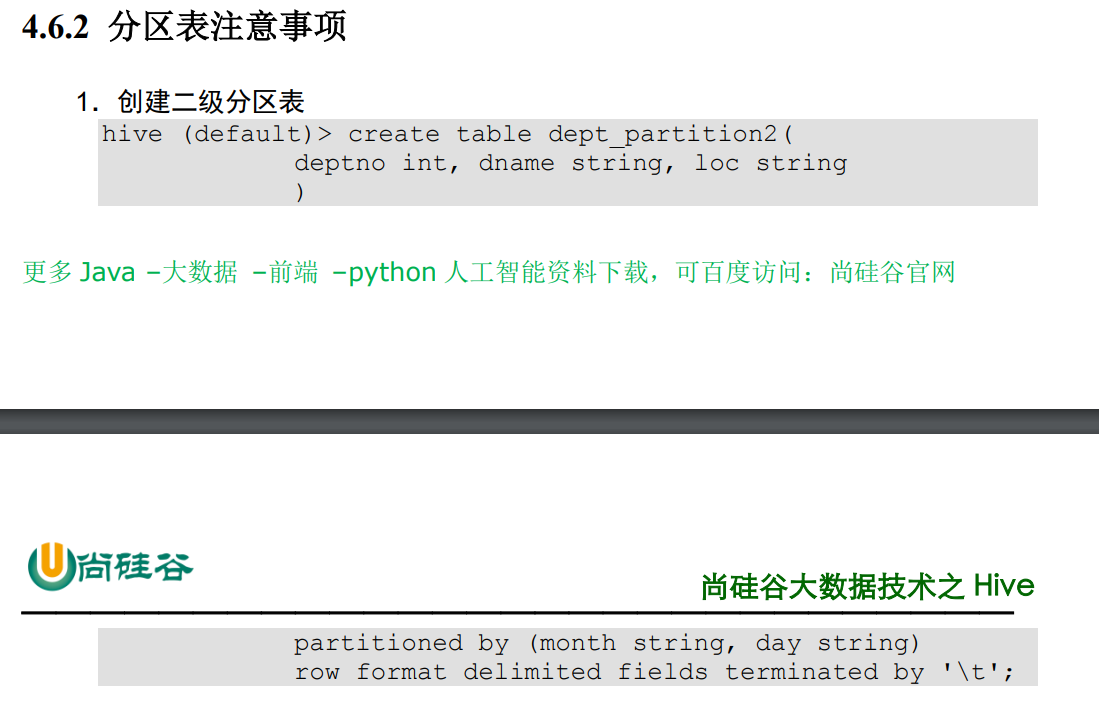 4.6.2 分区表注意事项
1. 创建二级分区表
hive (default)> create table dept_partition2(
deptno int, dname string, loc string
)
更多 Java –大数据 –前端 –python 人工智能资料下载，可百度访问：尚硅谷官网
尚硅谷
尚硅谷大数据技术之 Hive
partitioned by (month string, day string)
row format delimited fields terminated by '\t';